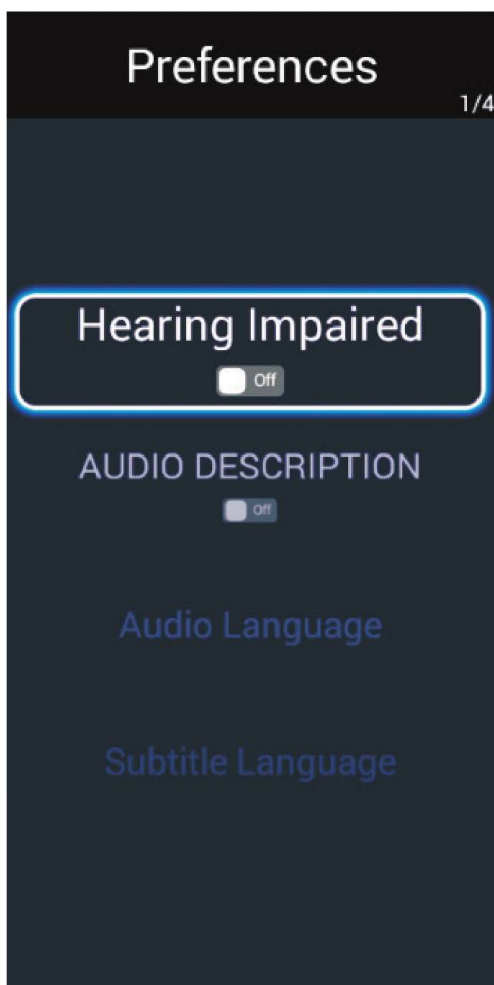 Preferences
1/4
Hearing Impaired
Off
AUDIO DESCRIPTION
Off
Audio Language
Subtitle Language